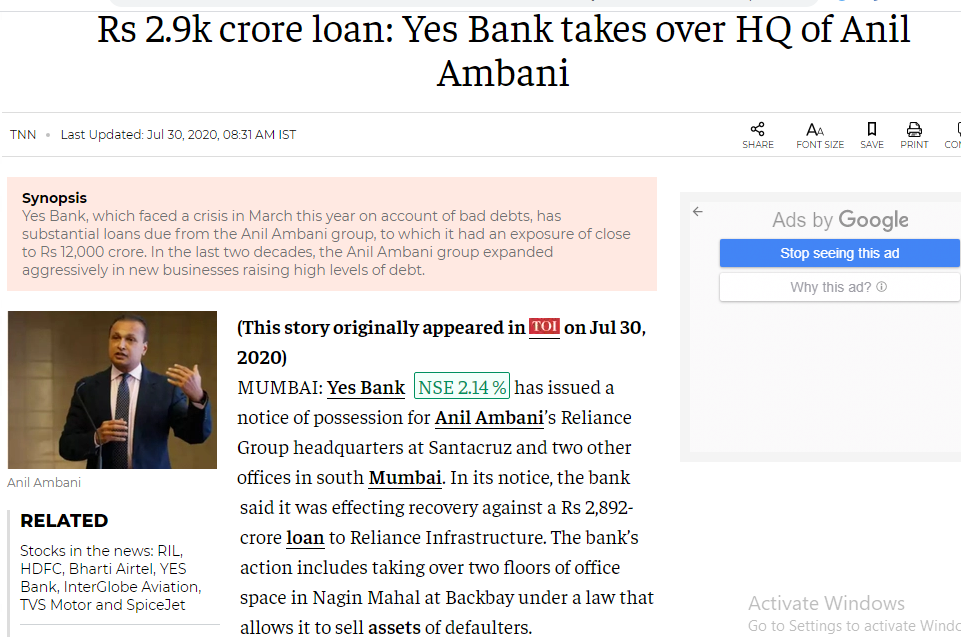 Rs 2.9k crore loan: Yes Bank takes over HQ of Anil
Ambani
TNN • Last Updated: Jul 30, 2020, 08:31 AM IST
SHARE
AA
FONT SIZE
SAVE
PRINT
Synopsis
Yes Bank, which faced a crisis in March this year on account of bad debts, has
substantial loans due from the Anil Ambani group, to which it had an exposure of close
to Rs 12,000 crore. In the last two decades, the Anil Ambani group expanded
aggressively in new businesses raising high levels of debt.
Ads by Google
Stop seeing this ad
Why this ad?
Anil Ambani
RELATED
Stocks in the news: RIL,
HDFC, Bharti Airtel, YES
Bank, InterGlobe Aviation,
TVS Motor and SpiceJet
(This story originally appeared in TOI on Jul 30,
2020)
MUMBAI: Yes Bank NSE 2.14 % has issued a
notice of possession for Anil Ambani's Reliance
Group headquarters at Santacruz and two other
offices in south Mumbai. In its notice, the bank
said it was effecting recovery against a Rs 2,892-
crore loan to Reliance Infrastructure. The bank's
action includes taking over two floors of office
space in Nagin Mahal at Backbay under a law that
allows it to sell assets of defaulters.
Activate Windows
Go to Settings to activate